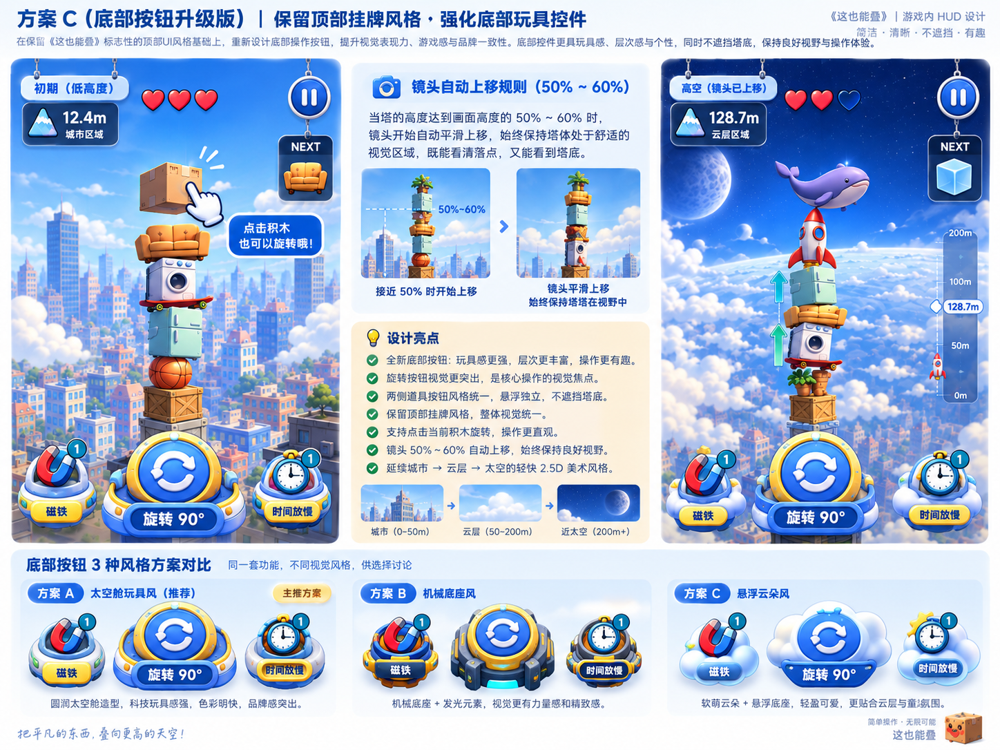 方案 C（底部按钮升级版）｜ 保留顶部挂牌风格 · 强化底部玩具控件
《这也能叠》｜游戏内 HUD 设计
简洁 · 清晰 · 不遮挡 · 有趣
在保留《这也能叠》标志性的顶部UI风格基础上，重新设计底部操作按钮，提升视觉表现力、游戏感与品牌一致性。底部控件更具玩具感、层次感与个性，同时不遮挡塔底，保持良好视野与操作体验。
初期（低高度）
12.4m
城市区域
NEXT
点击积木
也可以旋转哦！
1
磁铁
旋转 90°
1
时间放慢
镜头自动上移规则（50% ~ 60%）
当塔的高度达到画面高度的 50% ~ 60% 时，
镜头开始自动平滑上移，始终保持塔体处于舒适的
视觉区域，既能看清落点，又能看到塔底。
50%~60%
接近 50% 时开始上移
镜头平滑上移
始终保持塔塔在视野中
设计亮点
全新底部按钮：玩具感更强，层次更丰富，操作更有趣。
旋转按钮视觉更突出，是核心操作的视觉焦点。
两侧道具按钮风格统一，悬浮独立，不遮挡塔底。
保留顶部挂牌风格，整体视觉统一。
支持点击当前积木旋转，操作更直观。
镜头 50% ~ 60% 自动上移，始终保持良好视野。
延续城市 → 云层 → 太空的轻快 2.5D 美术风格。
城市（0-50m）
云层（50-200m）
近太空（200m+）
高空（镜头已上移）
128.7m
云层区域
NEXT
200m
100m
128.7m
50m
0m
1
磁铁
旋转 90°
1
时间放慢
底部按钮 3 种风格方案对比
同一套功能，不同视觉风格，供选择讨论
方案 A
太空舱玩具风（推荐）
主推方案
1
磁铁
旋转 90°
1
时间放慢
圆润太空舱造型，科技玩具感强，色彩明快，品牌感突出。
方案 B
机械底座风
1
磁铁
1
时间放慢
机械底座 + 发光元素，视觉更有力量感和精致感。
方案 C
悬浮云朵风
1
磁铁
旋转 90°
1
时间放慢
软萌云朵 + 悬浮底座，轻盈可爱，更贴合云层与童氛围。
把平凡的东西，叠向更高的天空！
简单操作 · 无限可能
这也能叠